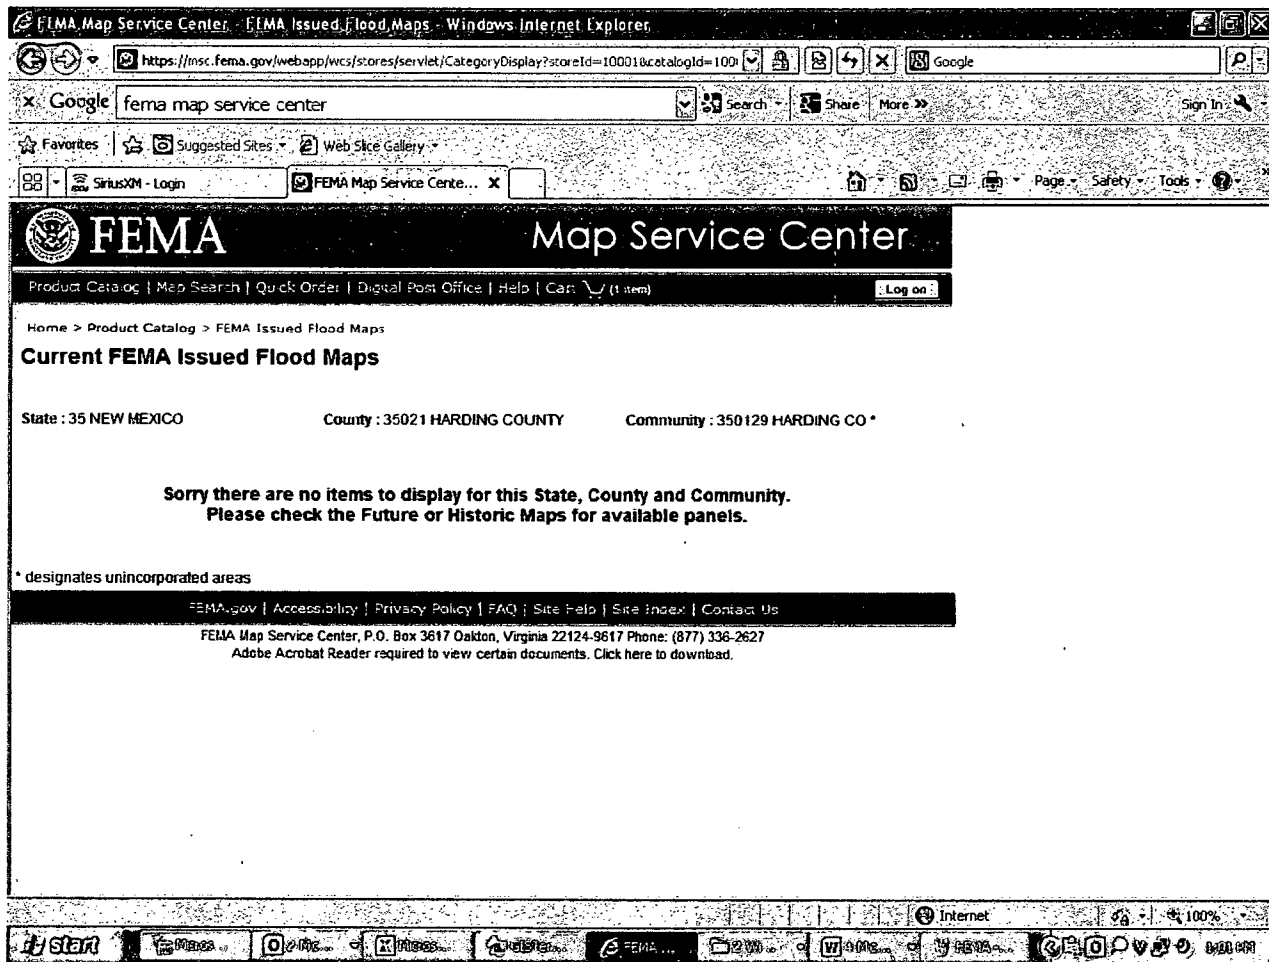 FEMA Map Service Center - FEMA Issued Flood Maps - Windows Internet Explorer
https://msc.fema.gov/webapp/wcs/stores/servlet/CategoryDisplay?storeId=10001&catalogId=100 Google
Google fema map service center Search Share More » Sign In
Favorites Suggested Sites Web Slice Gallery
SiriusXM - Login FEMA Map Service Cente... X Page Safety Tools
FEMA Map Service Center
Product Catalog | Map Search | Quick Order | Digital Post Office | Help | Cart (1 item) Log on
Home > Product Catalog > FEMA Issued Flood Maps
Current FEMA Issued Flood Maps
State : 35 NEW MEXICO County : 35021 HARDING COUNTY Community : 350129 HARDING CO *
Sorry there are no items to display for this State, County and Community.
Please check the Future or Historic Maps for available panels.
* designates unincorporated areas
FEMA.gov | Accessibility | Privacy Policy | FAQ | Site Help | Site Index | Contact Us
FEMA Map Service Center, P.O. Box 3617 Oakton, Virginia 22124-9617 Phone: (877) 336-2627
Adobe Acrobat Reader required to view certain documents. Click here to download.
Internet 100%
start FEMA...